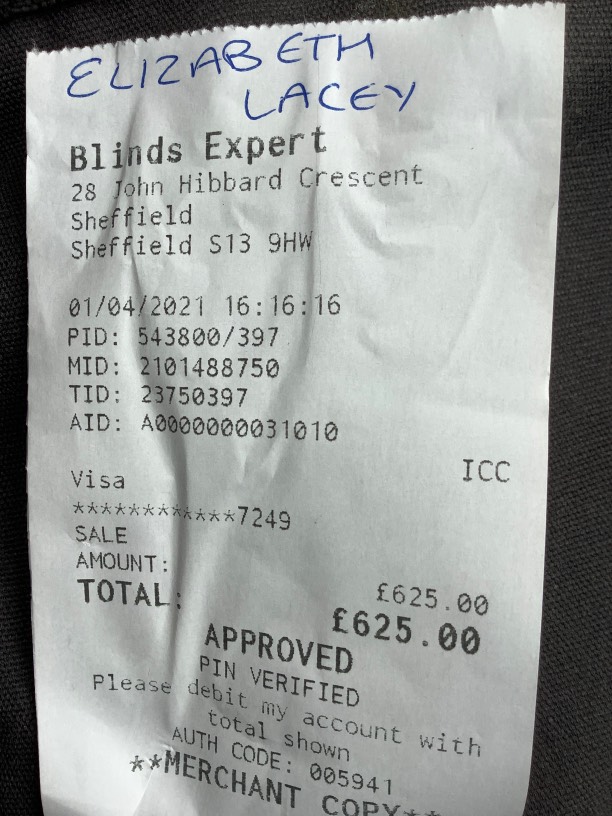 ELIZABETH
LACEY
Blinds Expert
28 John Hibbard Crescent
Sheffield
Sheffield S13 9HW
01/04/2021 16:16:16
PID: 543800/397
MID: 2101488750
TID: 23750397
AID: A0000000031010
ICC
Visa
************7249
SALE
AMOUNT: £625.00
TOTAL: £625.00
APPROVED
PIN VERIFIED
Please debit my account with
total shown
AUTH CODE: 005941
**MERCHANT COPY**